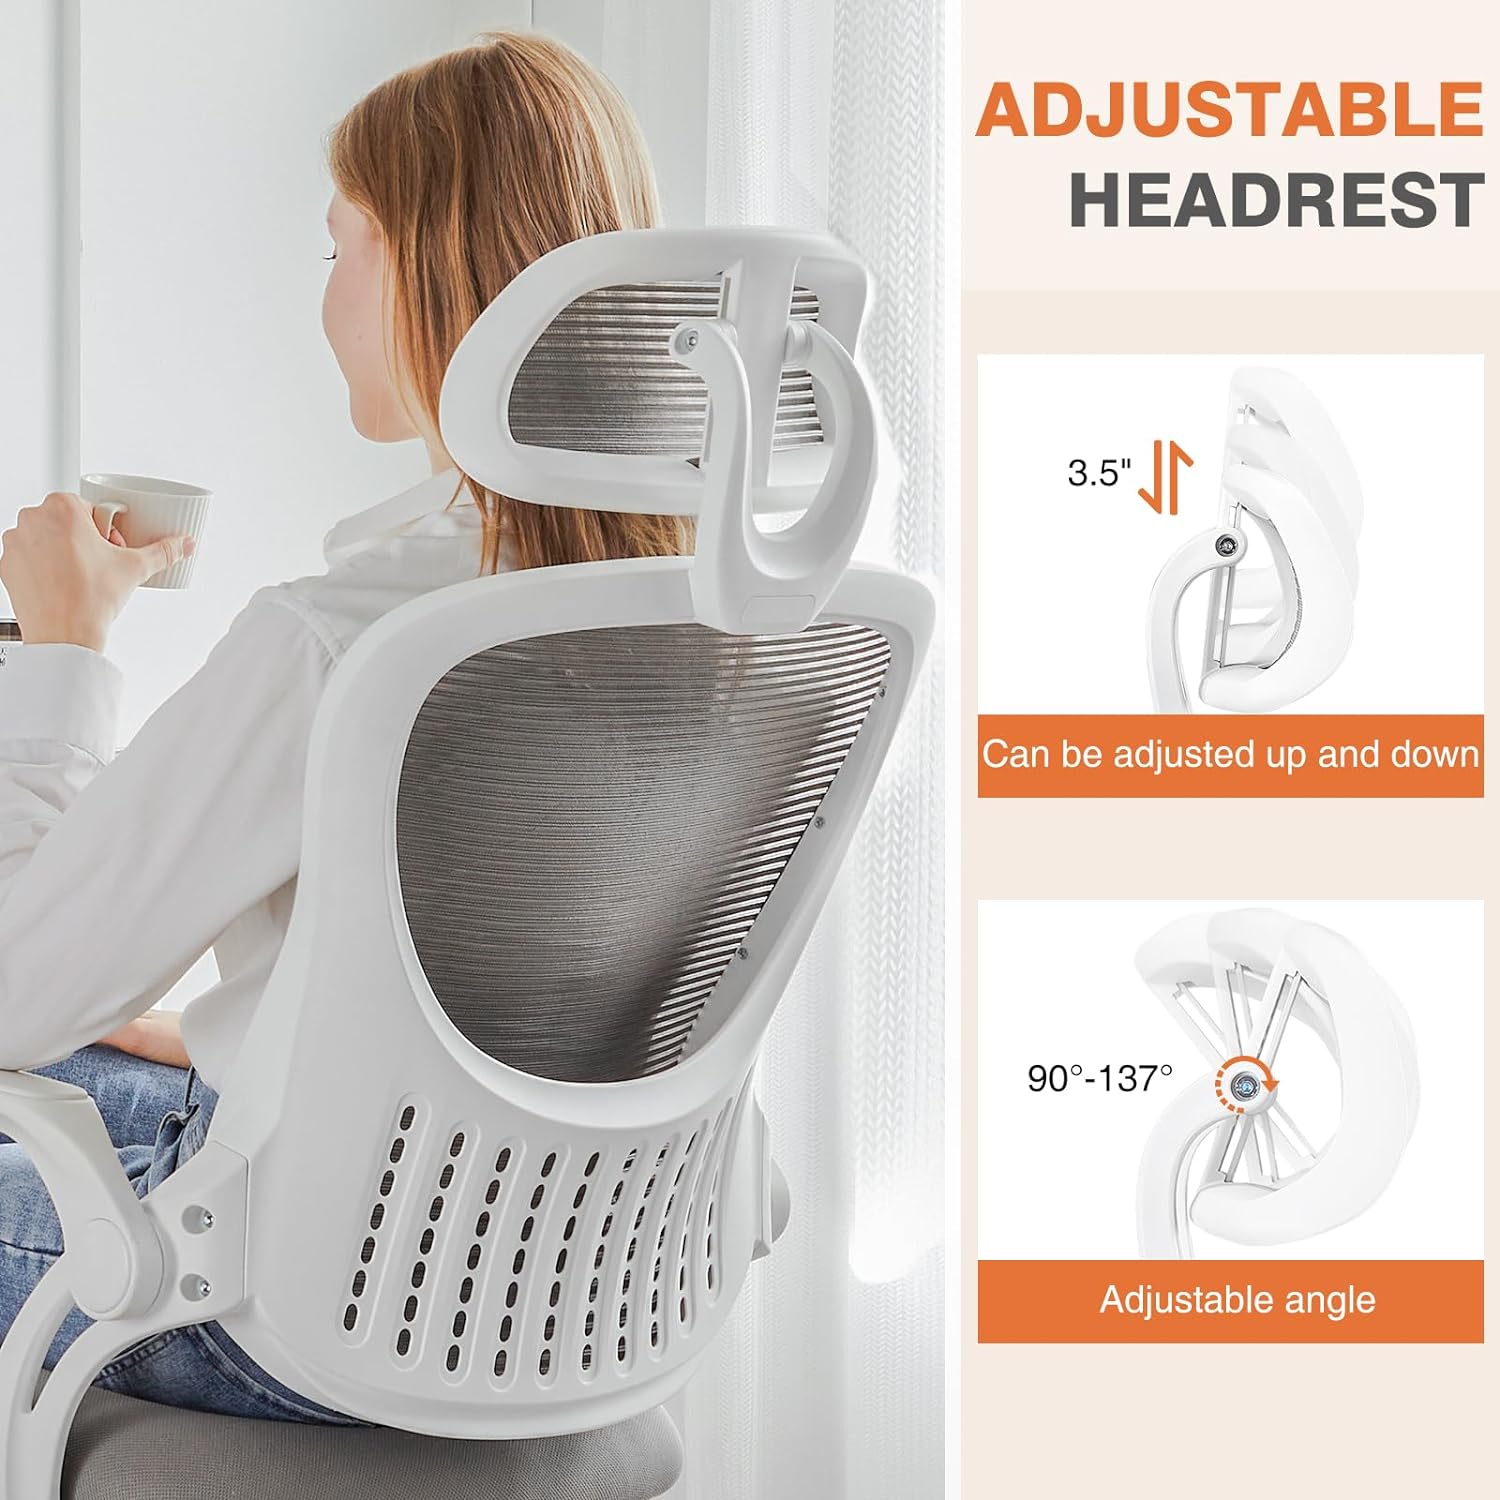 ADJUSTABLE
HEADREST
3.5"
Can be adjusted up and down
90°-137°
Adjustable angle